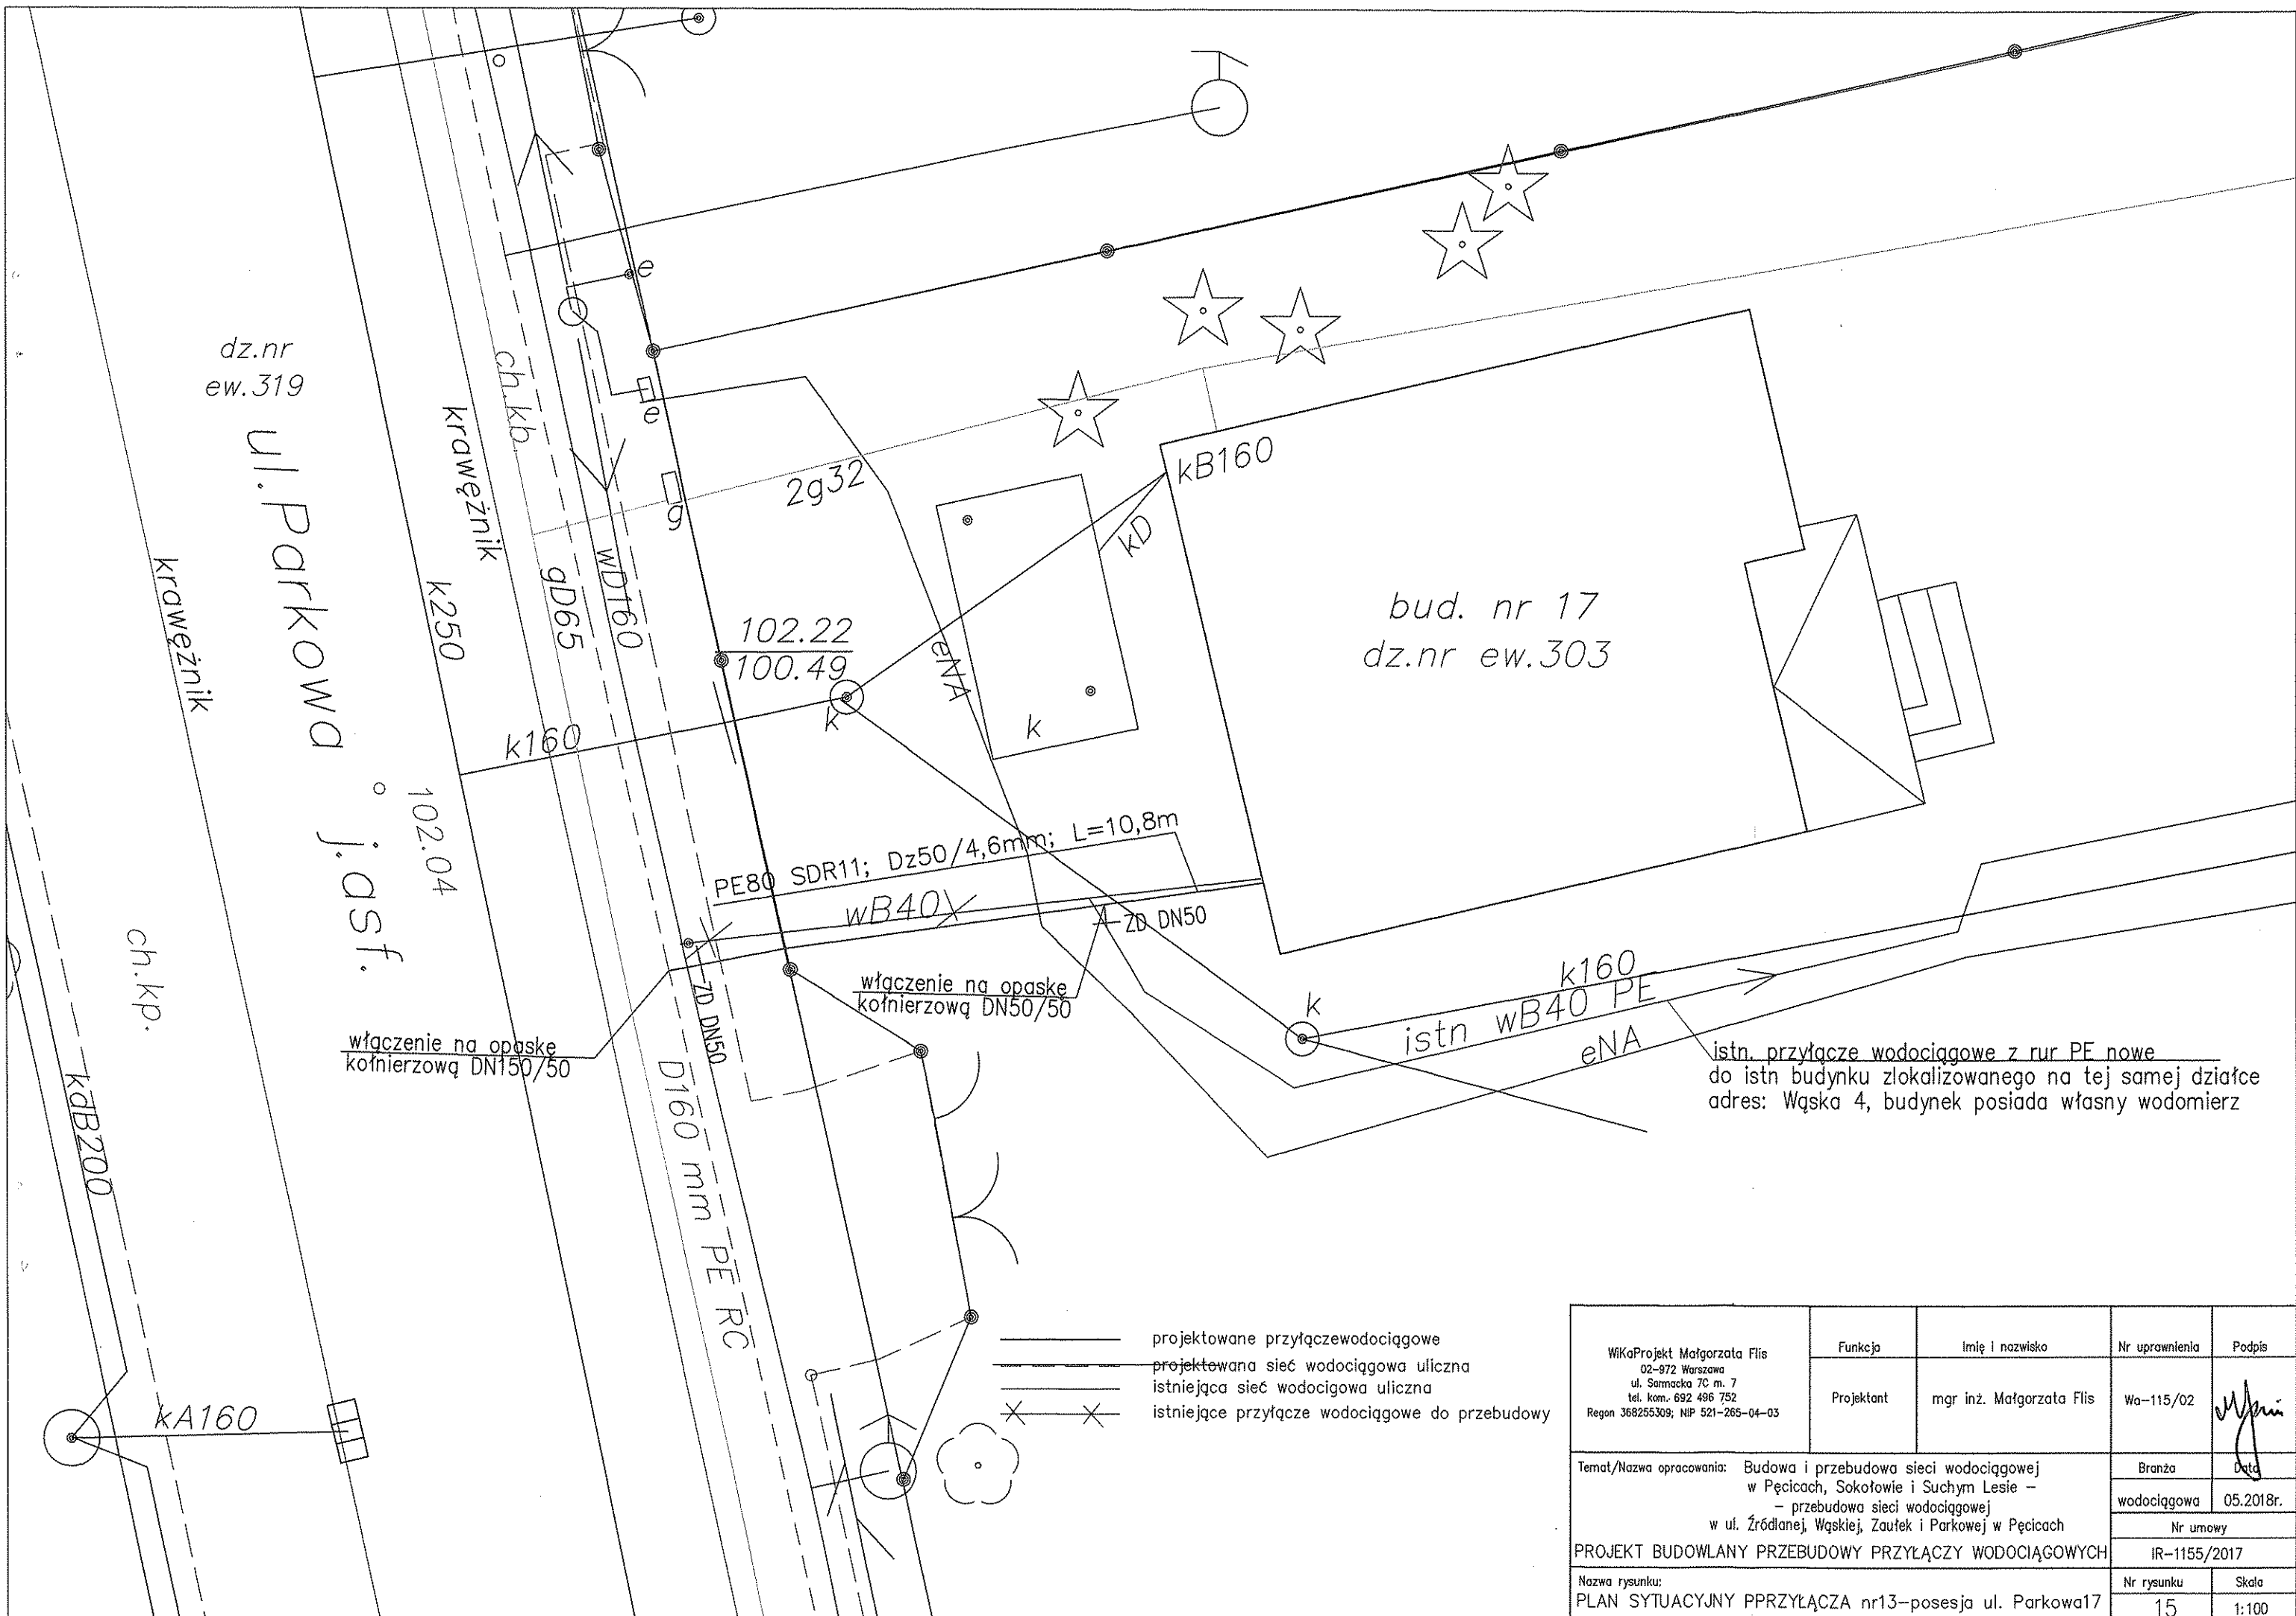 e
dz.nr
ew.319
e
ch.kb.
krawężnik
ul.Parkowa
2g32
kB160
g
kD
krawężnik
k250
gD65
wD160
bud. nr 17
dz.nr ew.303
102.22
100.49
eNA
k
k
k160
j.asf.
102.04
PE80 SDR11; Dz50/4,6mm; L=10,8m
wB40
ZD DN50
ch.kp.
ZD DN50
włączenie na opaskę
kołnierzową DN50/50
k160
k
istn wB40 PE
eNA
włączenie na opaskę
kołnierzową DN150/50
istn. przyłącze wodociągowe z rur PE nowe
do istn budynku zlokalizowanego na tej samej działce
adres: Wąska 4, budynek posiada własny wodomierz
kdB200
D160 mm PE RC
kA160
projektowane przyłączewodociągowe
projektowana sieć wodociągowa uliczna
istniejąca sieć wodocigowa uliczna
istniejące przyłącze wodociągowe do przebudowy
WiKaProjekt Małgorzata Flis
02-972 Warszawa
ul. Sarmacka 7C m. 7
tel. kom. 692 496 752
Regon 368255309; NIP 521-265-04-03
Funkcja
Imię i nazwisko
Nr uprawnienia
Podpis
Projektant
mgr inż. Małgorzata Flis
Wa-115/02
Temat/Nazwa opracowania: Budowa i przebudowa sieci wodociągowej
w Pęcicach, Sokołowie i Suchym Lesie -
- przebudowa sieci wodociągowej
w ul. Źródlanej, Wąskiej, Zaułek i Parkowej w Pęcicach
PROJEKT BUDOWLANY PRZEBUDOWY PRZYŁĄCZY WODOCIĄGOWYCH
Branża
Data
wodociągowa
05.2018r.
Nr umowy
IR-1155/2017
Nazwa rysunku:
PLAN SYTUACYJNY PPRZYŁĄCZA nr13-posesja ul. Parkowa17
Nr rysunku
Skala
15
1:100